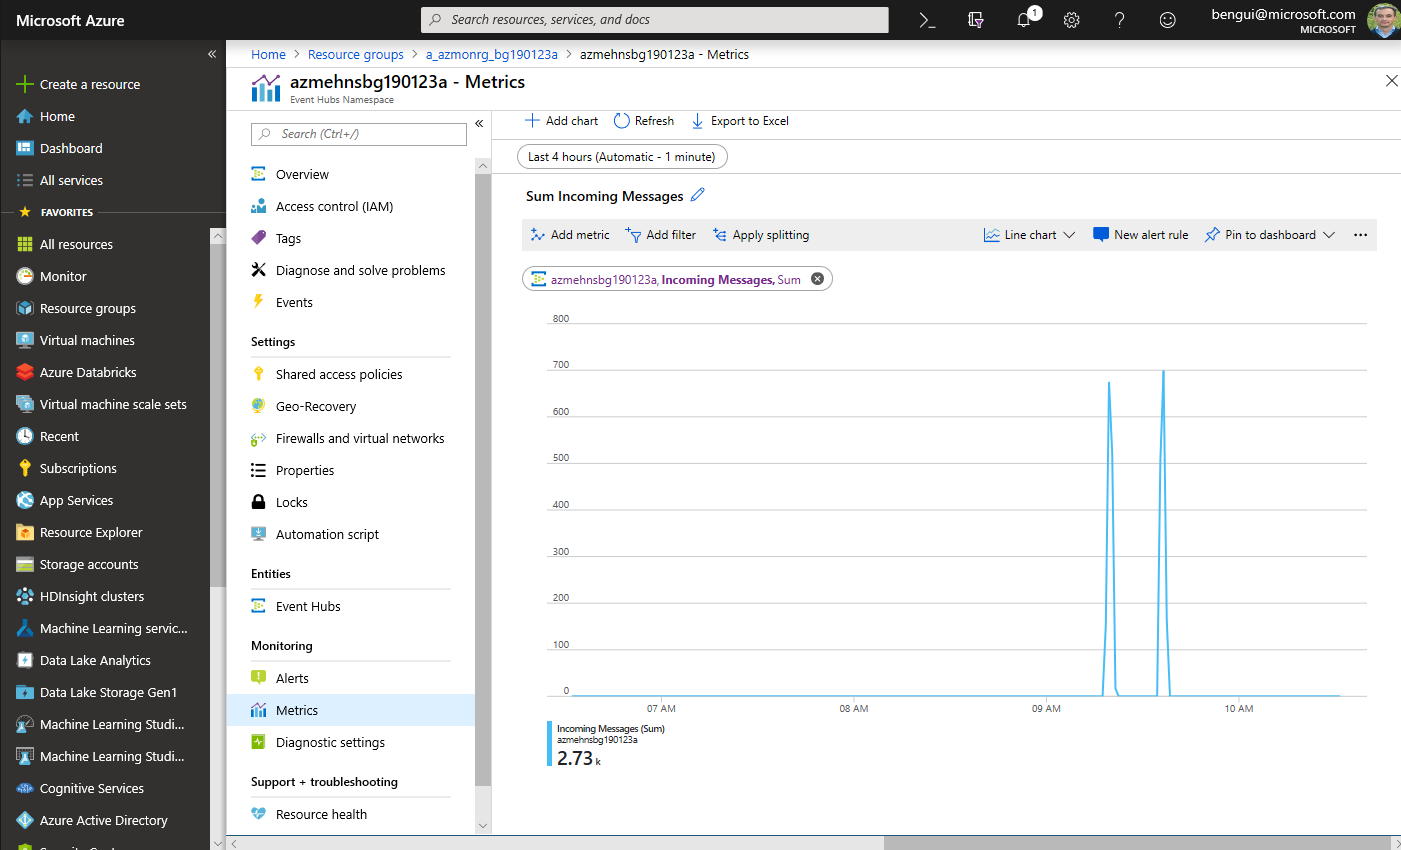 Microsoft Azure
Search resources, services, and docs
1
bengui@microsoft.com
MICROSOFT
Create a resource
Home
Dashboard
All services
FAVORITES
All resources
Monitor
Resource groups
Virtual machines
Azure Databricks
Virtual machine scale sets
Recent
Subscriptions
App Services
Resource Explorer
Storage accounts
HDInsight clusters
Machine Learning servic...
Data Lake Analytics
Data Lake Storage Gen1
Machine Learning Studi...
Machine Learning Studi...
Cognitive Services
Azure Active Directory
Home > Resource groups > a_azmonrg_bg190123a > azmehnsbg190123a - Metrics
azmehnsbg190123a - Metrics
Event Hubs Namespace
Search (Ctrl+/)
Overview
Access control (IAM)
Tags
Diagnose and solve problems
Events
Settings
Shared access policies
Geo-Recovery
Firewalls and virtual networks
Properties
Locks
Automation script
Entities
Event Hubs
Monitoring
Alerts
Metrics
Diagnostic settings
Support + troubleshooting
Resource health
Add chart Refresh Export to Excel
Last 4 hours (Automatic - 1 minute)
Sum Incoming Messages
Add metric Add filter Apply splitting Line chart New alert rule Pin to dashboard ...
azmehnsbg190123a, Incoming Messages, Sum
800
700
600
500
400
300
200
100
0
07 AM 08 AM 09 AM 10 AM
Incoming Messages (Sum)
azmehnsbg190123a
2.73 k